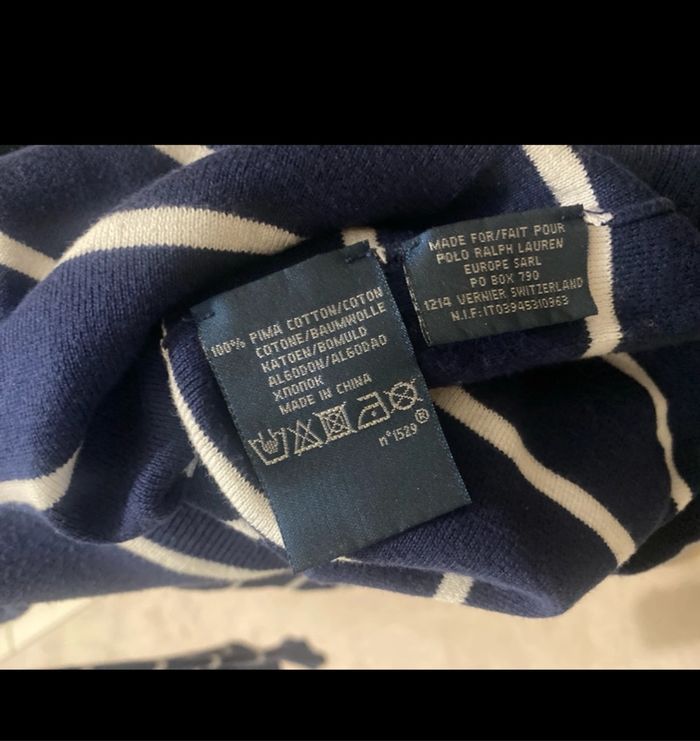 100% PIMA COTTON/COTON
COTONE/BAUMWOLLE
KATOEN/BOMULD
ALGODON/ALGODAO
ХЛОПОК
MADE IN CHINA
n°1529 ®
MADE FOR/FAIT POUR
POLO RALPH LAUREN
EUROPE SARL
PO BOX 790
1214 VERNIER SWITZERLAND
N.I.F:IT03945310963